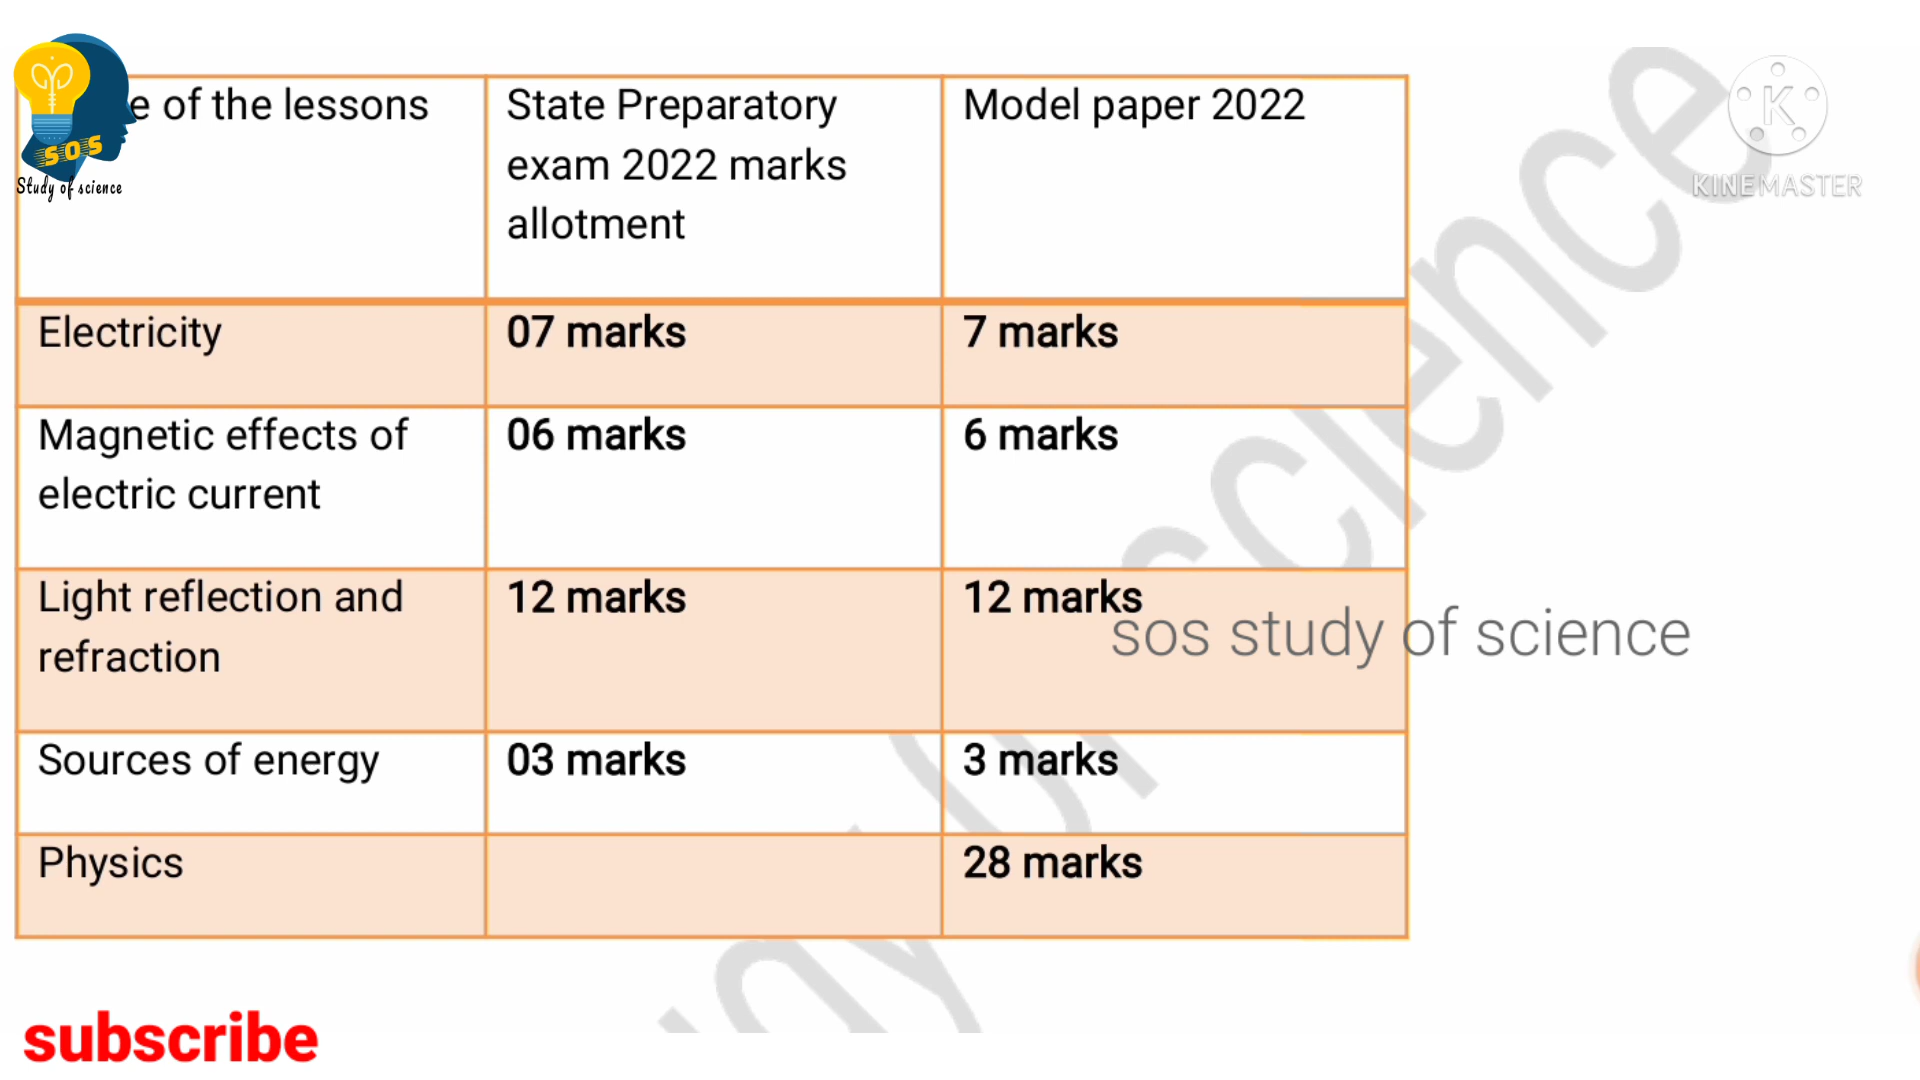 SOS
Study of science
e of the lessons
State Preparatory
exam 2022 marks
allotment
Model paper 2022
K
KINEMASTER
Electricity
07 marks
7 marks
Magnetic effects of
electric current
06 marks
6 marks
Light reflection and
refraction
12 marks
12 marks
sos study of science
Sources of energy
03 marks
3 marks
Physics
28 marks
science
subscribe